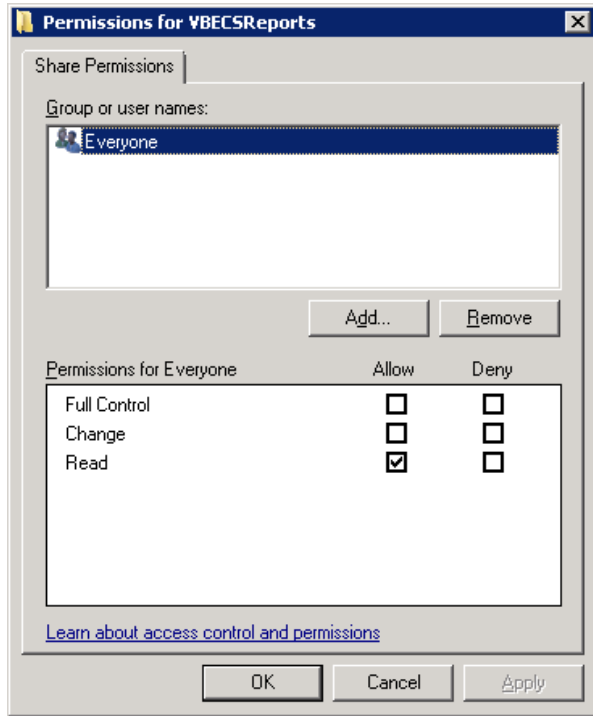 Permissions for VBECSReports
Share Permissions
Group or user names:
Everyone
Add... Remove
Permissions for Everyone Allow Deny
Full Control
Change
Read
Learn about access control and permissions
OK Cancel Apply